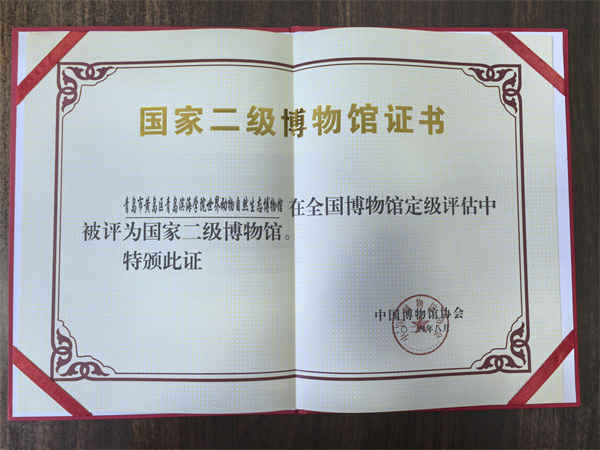 国家二级博物馆证书
青岛市黄岛区青岛滨海学院世界动物自然生态博物馆 在全国博物馆定级评估中
被评为国家二级博物馆。
特颁此证
中国博物馆协会